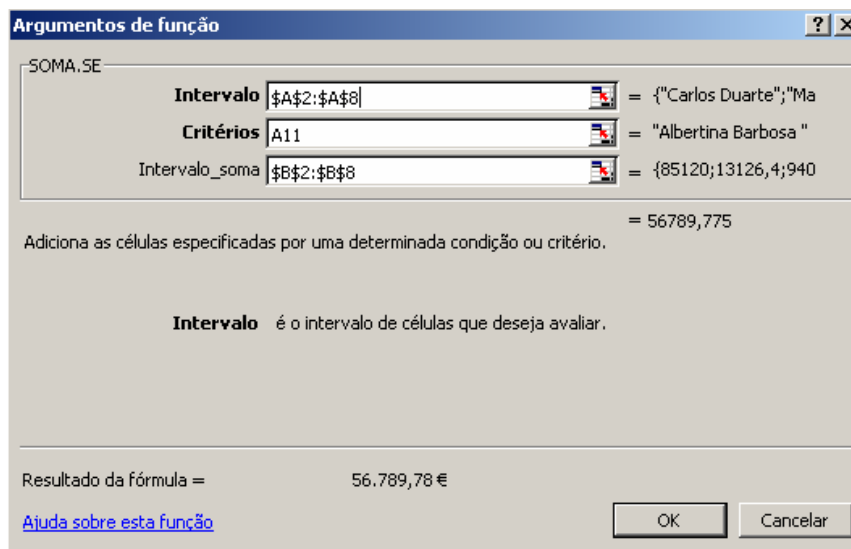 Argumentos de função
SOMA.SE
Intervalo $A$2:$A$8 = {"Carlos Duarte";"Ma
Critérios A11 = "Albertina Barbosa "
Intervalo_soma $B$2:$B$8 = {85120;13126,4;940
= 56789,775
Adiciona as células especificadas por uma determinada condição ou critério.
Intervalo é o intervalo de células que deseja avaliar.
Resultado da fórmula = 56.789,78 €
Ajuda sobre esta função OK Cancelar